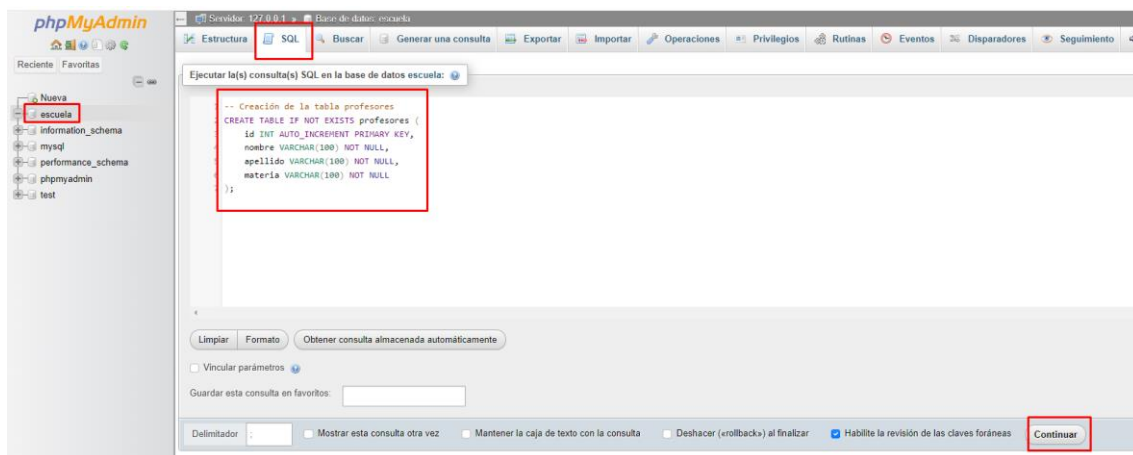 phpMyAdmin
Reciente Favoritas
Nueva
escuela
information_schema
mysql
performance_schema
phpmyadmin
test
Servidor: 127.0.0.1 » Base de datos: escuela
Estructura SQL Buscar Generar una consulta Exportar Importar Operaciones Privilegios Rutinas Eventos Disparadores Seguimiento
Ejecutar la(s) consulta(s) SQL en la base de datos escuela:
-- Creación de la tabla profesores
CREATE TABLE IF NOT EXISTS profesores (
id INT AUTO_INCREMENT PRIMARY KEY,
nombre VARCHAR(100) NOT NULL,
apellido VARCHAR(100) NOT NULL,
materia VARCHAR(100) NOT NULL
);
Limpiar Formato Obtener consulta almacenada automáticamente
Vincular parámetros
Guardar esta consulta en favoritos:
Delimitador ; Mostrar esta consulta otra vez Mantener la caja de texto con la consulta Deshacer («rollback») al finalizar Habilite la revisión de las claves foráneas Continuar